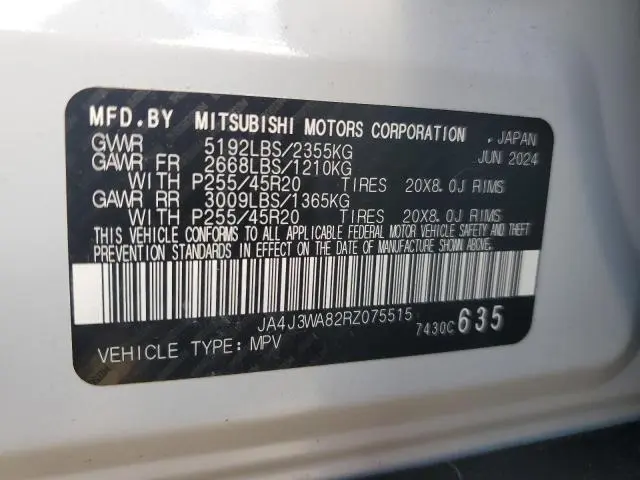 MFD.BY MITSUBISHI MOTORS CORPORATION . JAPAN
GVWR 5192LBS/2355KG JUN 2024
GAWR FR 2668LBS/1210KG
WITH P255/45R20 TIRES 20X8.0J RIMS
GAWR RR 3009LBS/1365KG
WITH P255/45R20 TIRES 20X8.0J RIMS
THIS VEHICLE CONFORMS TO ALL APPLICABLE FEDERAL MOTOR VEHICLE SAFETY AND THEFT
PREVENTION STANDARDS IN EFFECT ON THE DATE OF MANUFACTURE SHOWN ABOVE.
JA4J3WA82RZ075515 7430C 635
VEHICLE TYPE: MPV